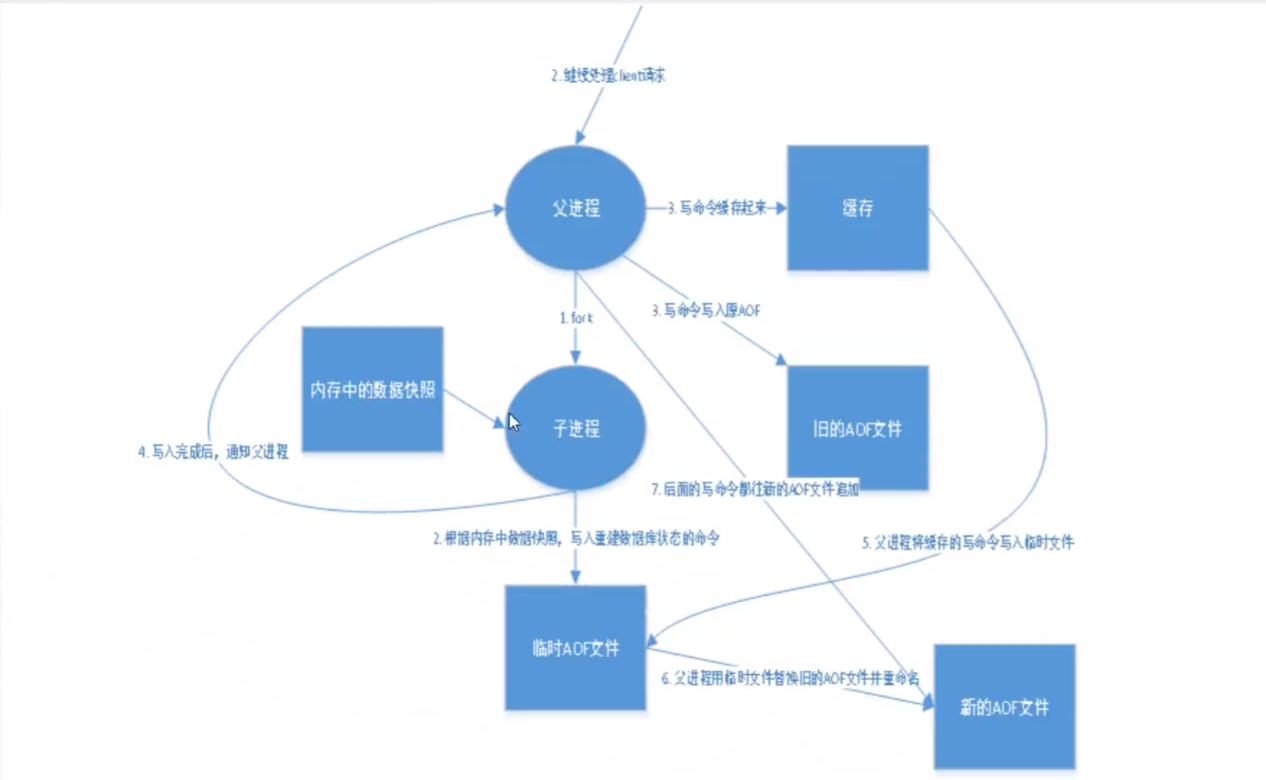 2.继续处理client请求
父进程
3.写命令缓存起来
缓存
1.fork
3.写命令写入原AOF
内存中的数据快照
子进程
旧的AOF文件
4.写入完成后，通知父进程
7.后面的写命令都往新的AOF文件追加
2.根据内存中数据快照，写入重建数据库状态的命令
5.父进程将缓存的写命令写入临时文件
临时AOF文件
6.父进程用临时文件替换旧的AOF文件并重命名
新的AOF文件